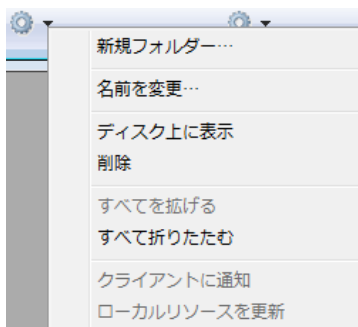 新規フォルダー…
名前を変更…
ディスク上に表示
削除
すべてを拡げる
すべて折りたたむ
クライアントに通知
ローカルリソースを更新